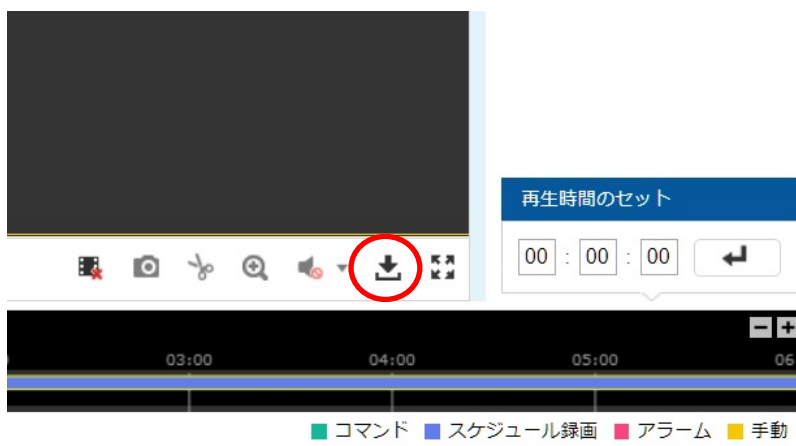 再生時間のセット
00 : 00 : 00
03:00 04:00 05:00 06
コマンド スケジュール録画 アラーム 手動